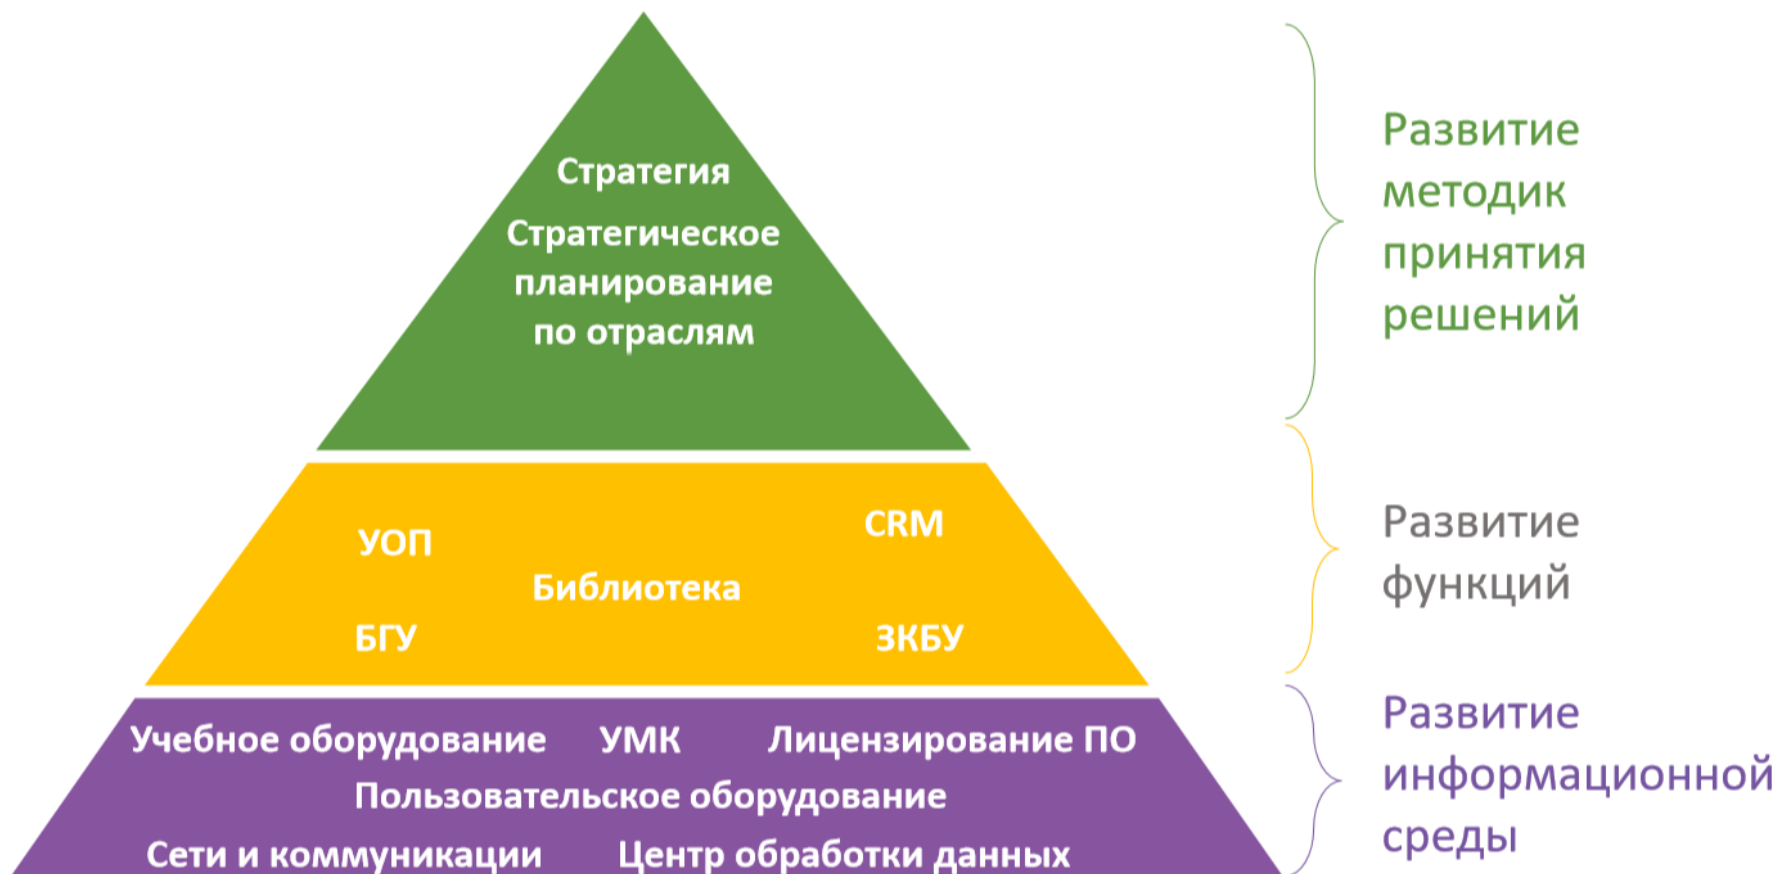 Стратегия
Стратегическое
планирование
по отраслям
Развитие
методик
принятия
решений
УОП
CRM
Библиотека
БГУ
ЗКБУ
Развитие
функций
Учебное оборудование УМК Лицензирование ПО
Пользовательское оборудование
Сети и коммуникации Центр обработки данных
Развитие
информационной
среды